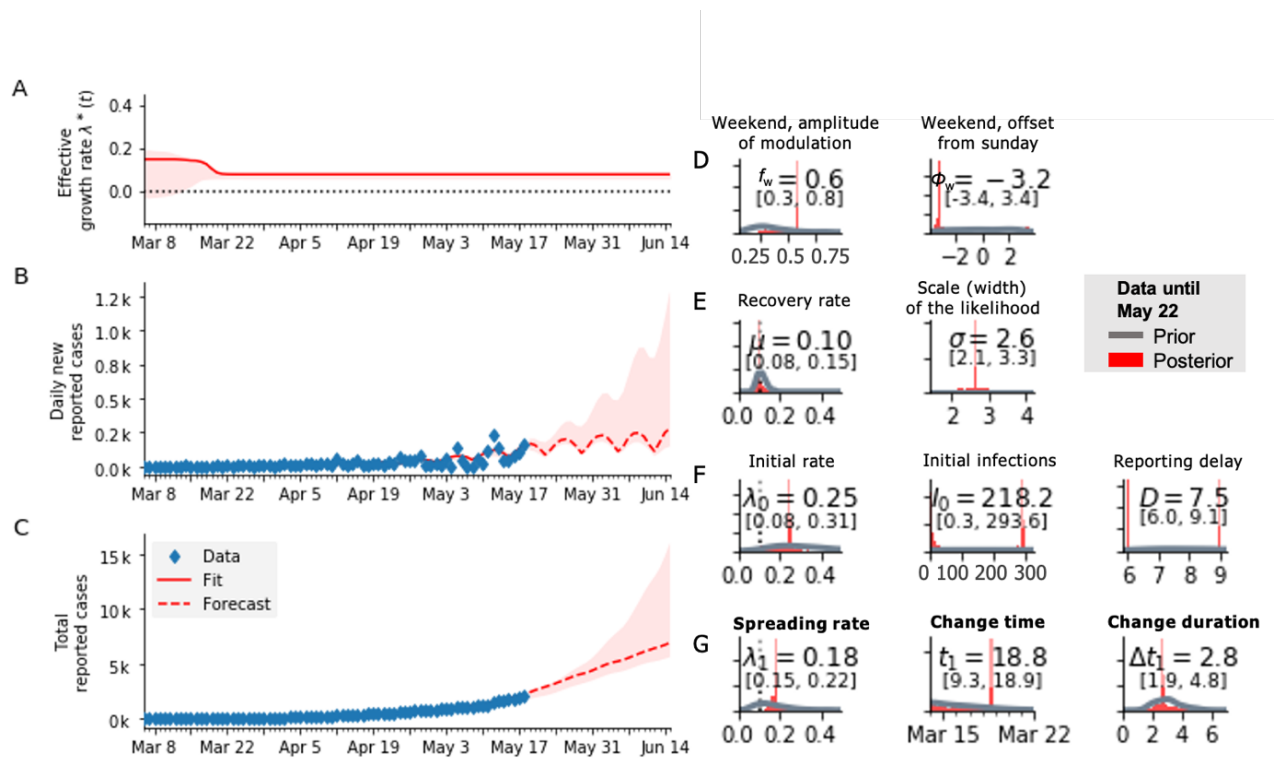 A
Effective
growth rate λ * (t)
0.4
0.2
0.0
Mar 8 Mar 22 Apr 5 Apr 19 May 3 May 17 May 31 Jun 14
B
Daily new
reported cases
1.2 k
1.0 k
0.8 k
0.5 k
0.2 k
0.0 k
Mar 8 Mar 22 Apr 5 Apr 19 May 3 May 17 May 31 Jun 14
C
Total
reported cases
15 k
10 k
5 k
0 k
Data
Fit
Forecast
Mar 8 Mar 22 Apr 5 Apr 19 May 3 May 17 May 31 Jun 14
D
Weekend, amplitude
of modulation
f_w = 0.6
[0.3, 0.8]
0.25 0.5 0.75
Weekend, offset
from sunday
ϕ_w = −3.2
[-3.4, 3.4]
−2 0 2
E
Recovery rate
μ = 0.10
[0.08, 0.15]
0.0 0.2 0.4
Scale (width)
of the likelihood
σ = 2.6
[2.1, 3.3]
2 3 4
Data until
May 22
Prior
Posterior
F
Initial rate
λ₀ = 0.25
[0.08, 0.31]
0.0 0.2 0.4
Initial infections
I₀ = 218.2
[0.3, 293.6]
0 100 200 300
Reporting delay
D = 7.5
[6.0, 9.1]
6 7 8 9
G
Spreading rate
λ₁ = 0.18
[0.15, 0.22]
0.0 0.2 0.4
Change time
t₁ = 18.8
[9.3, 18.9]
Mar 15 Mar 22
Change duration
Δt₁ = 2.8
[1.9, 4.8]
0 2 4 6